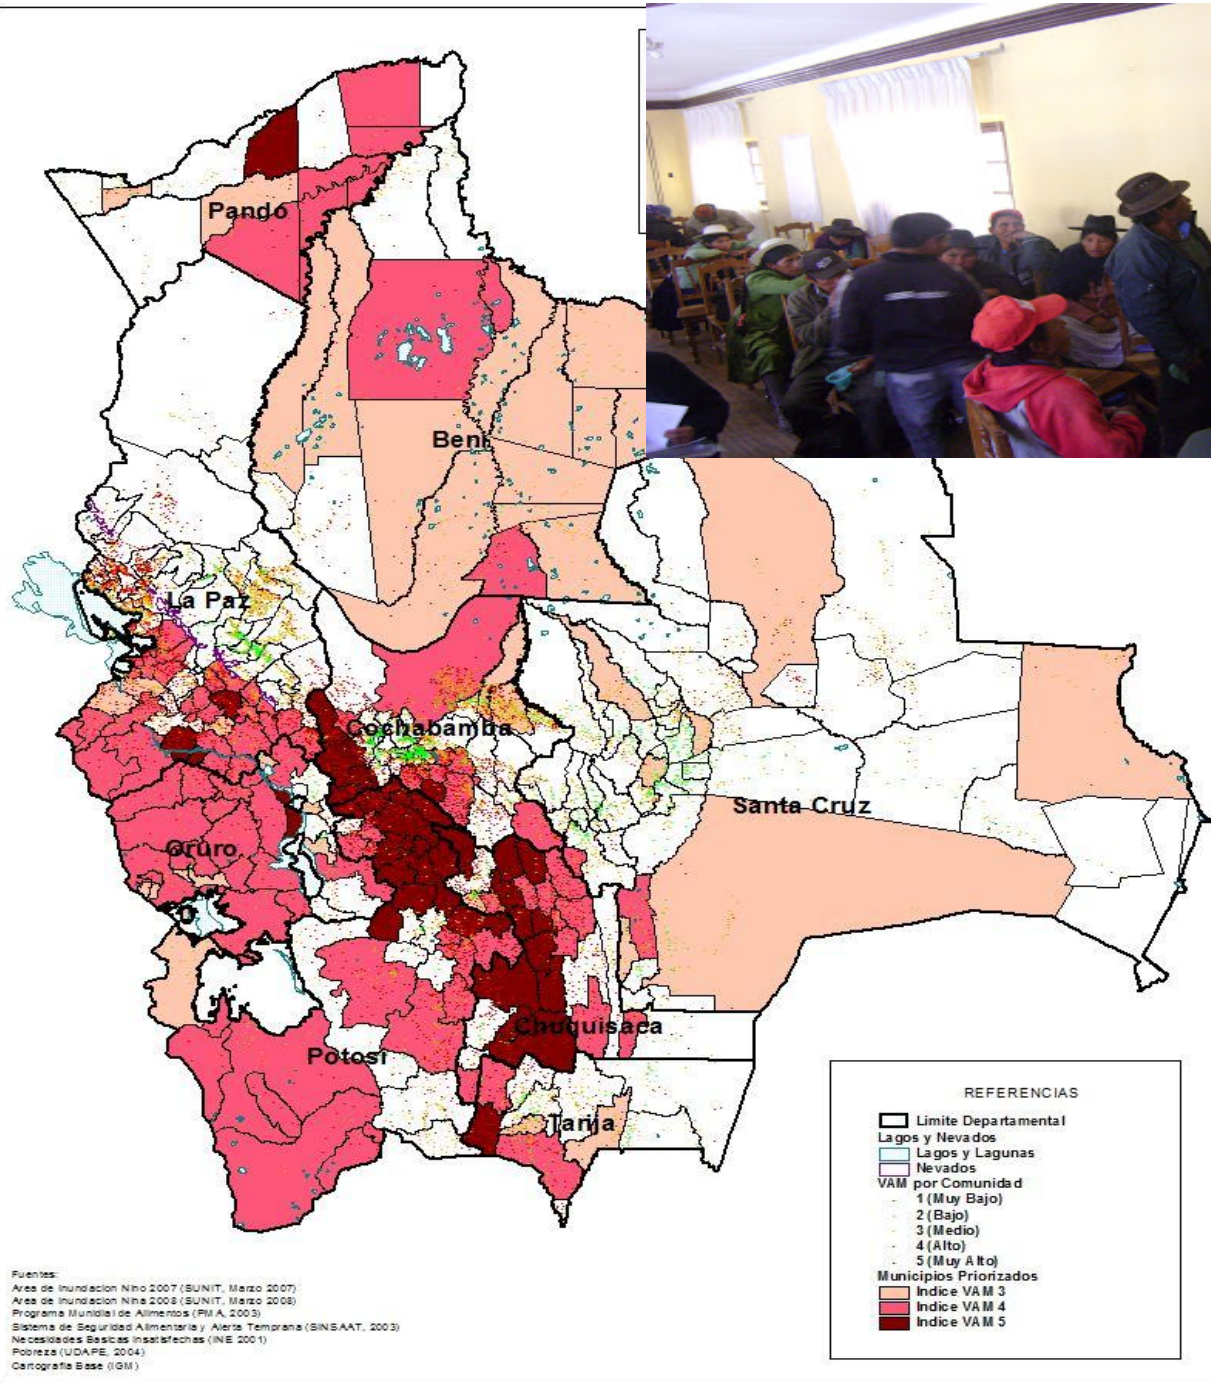 Pando
Beni
La Paz
Cochabamba
Santa Cruz
Oruro
Chuquisaca
Potosi
Tarija
REFERENCIAS
Limite Departamental
Lagos y Nevados
Lagos y Lagunas
Nevados
VAM por Comunidad
1 (Muy Bajo)
2 (Bajo)
3 (Medio)
4 (Alto)
5 (Muy Alto)
Municipios Priorizados
Indice VAM 3
Indice VAM 4
Indice VAM 5
Fuentes:
Area de Inundacion Nino 2007 (SUNIT, Marzo 2007)
Area de Inundacion Nina 2008 (SUNIT, Marzo 2008)
Programa Mundial de Alimentos (PMA, 2003)
Sistema de Seguridad Alimentaria y Alerta Temprana (SINSAAT, 2003)
Necesidades Basicas Insatisfechas (INE 2001)
Pobreza (UDAPE, 2004)
Cartografia Base (IGM)